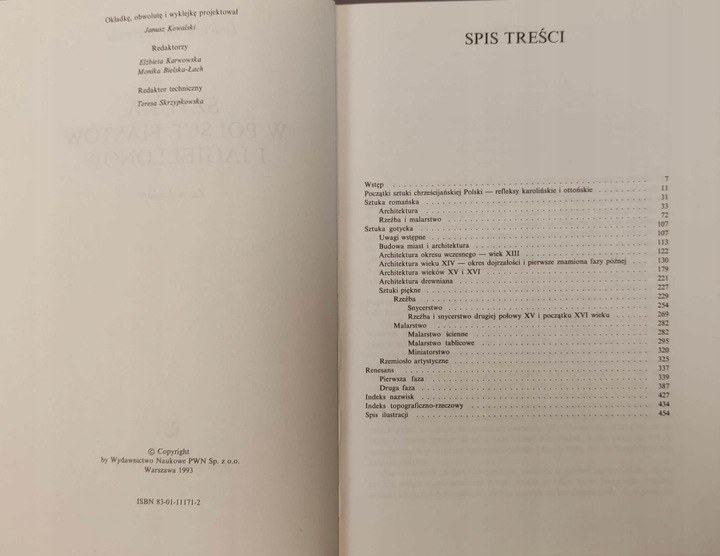 Okładkę, obwolutę i wyklejkę projektował
Janusz Kowalski
Redaktorzy
Elżbieta Karwowska
Monika Bielska-Łach
Redaktor techniczny
Teresa Skrzypkowska
W POLSCE PIASTÓW
I JAGIELLONÓW
© Copyright
by Wydawnictwo Naukowe PWN Sp. z o.o.
Warszawa 1993
ISBN 83-01-11171-2
SPIS TREŚCI
Wstęp 7
Początki sztuki chrześcijańskiej Polski — refleksy karolińskie i ottońskie 11
Sztuka romańska 31
Architektura 33
Rzeźba i malarstwo 72
Sztuka gotycka 107
Uwagi wstępne 107
Budowa miast i architektura 113
Architektura okresu wczesnego — wiek XIII 122
Architektura wieku XIV — okres dojrzałości i pierwsze znamiona fazy późnej 130
Architektura wieków XV i XVI 179
Architektura drewniana 221
Sztuki piękne 227
Rzeźba 229
Snycerstwo 254
Rzeźba i snycerstwo drugiej połowy XV i początku XVI wieku 269
Malarstwo 282
Malarstwo ścienne 282
Malarstwo tablicowe 295
Miniatorstwo 320
Rzemiosło artystyczne 325
Renesans 337
Pierwsza faza 339
Druga faza 387
Indeks nazwisk 427
Indeks topograficzno-rzeczowy 434
Spis ilustracji 454